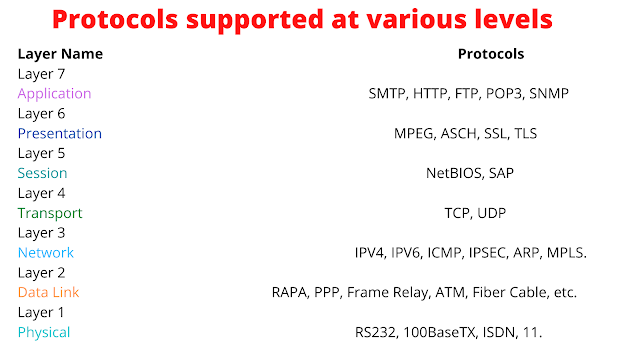 Protocols supported at various levels
Layer Name Protocols
Layer 7
Application SMTP, HTTP, FTP, POP3, SNMP
Layer 6
Presentation MPEG, ASCH, SSL, TLS
Layer 5
Session NetBIOS, SAP
Layer 4
Transport TCP, UDP
Layer 3
Network IPV4, IPV6, ICMP, IPSEC, ARP, MPLS.
Layer 2
Data Link RAPA, PPP, Frame Relay, ATM, Fiber Cable, etc.
Layer 1
Physical RS232, 100BaseTX, ISDN, 11.